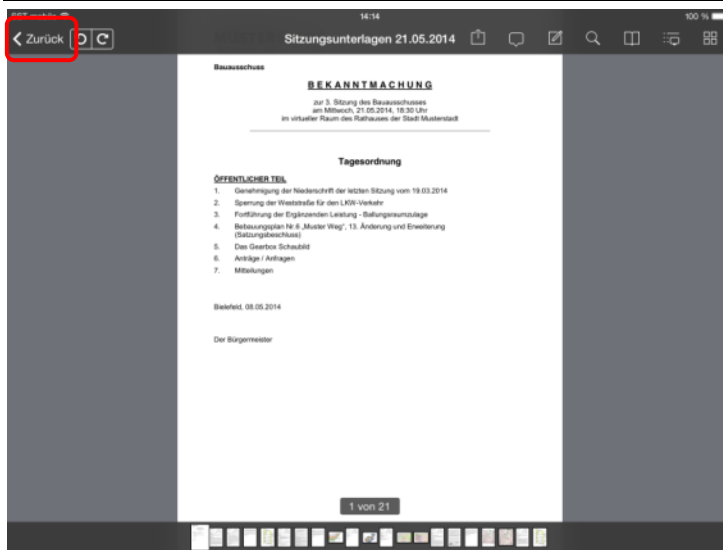 SST mobile
14:14
100 %
Zurück
Sitzungsunterlagen 21.05.2014
Bauausschuss
BEKANNTMACHUNG
zur 3. Sitzung des Bauausschusses
am Mittwoch, 21.05.2014, 18:30 Uhr
im virtueller Raum des Rathauses der Stadt Musterstadt
Tagesordnung
ÖFFENTLICHER TEIL
1. Genehmigung der Niederschrift der letzten Sitzung vom 19.03.2014
2. Sperrung der Weststraße für den LKW-Verkehr
3. Fortführung der Ergänzenden Leistung - Ballungsraumzulage
4. Bebauungsplan Nr.6 „Muster Weg“, 13. Änderung und Erweiterung
(Satzungsbeschluss)
5. Das Gearbox Schaubild
6. Anträge / Anfragen
7. Mitteilungen
Bielefeld, 08.05.2014
Der Bürgermeister
1 von 21